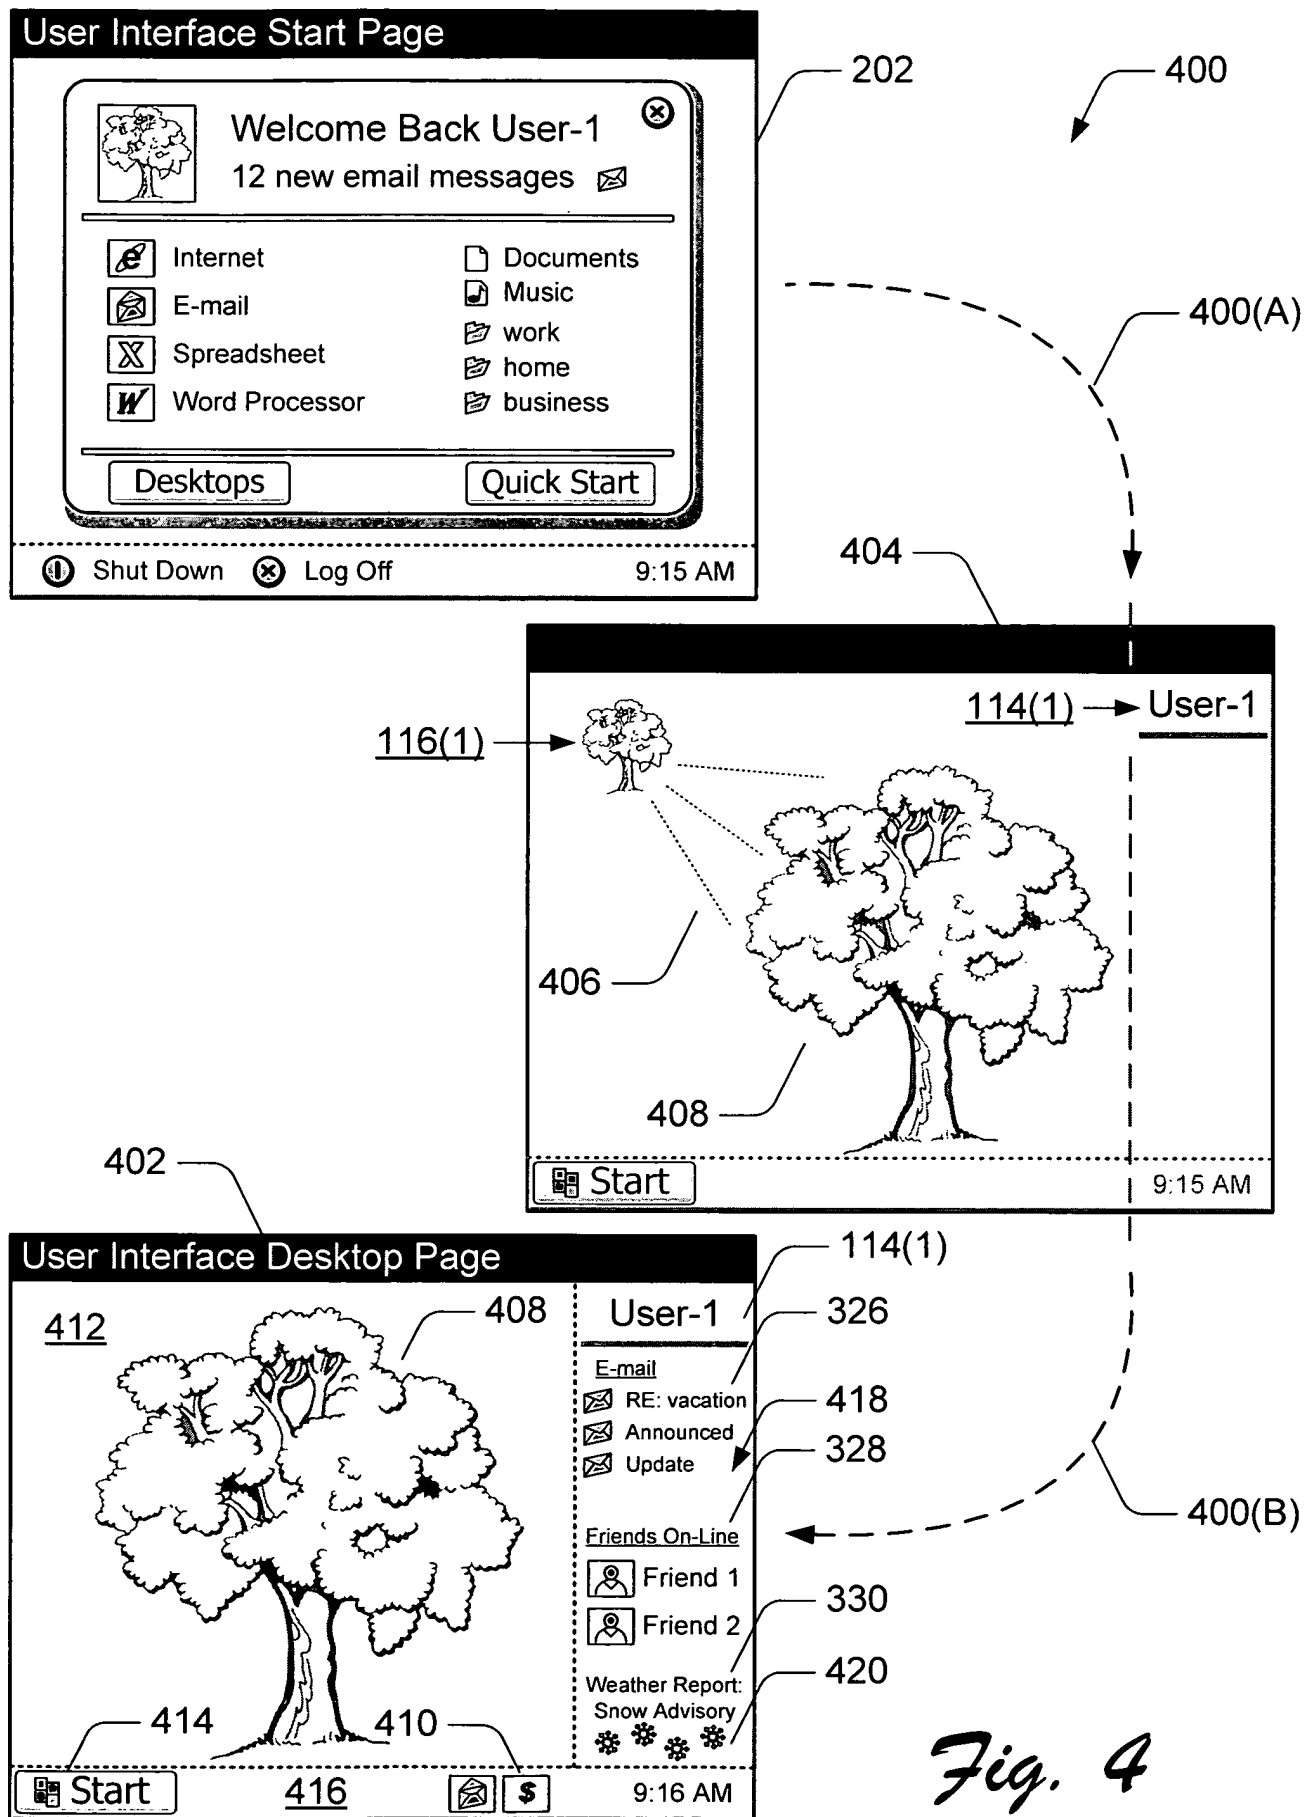 User Interface Start Page
202
400
Welcome Back User-1
12 new email messages
Internet
Documents
E-mail
Music
400(A)
Spreadsheet
work
home
Word Processor
business
Desktops
Quick Start
Shut Down
Log Off
9:15 AM
404
114(1)
User-1
116(1)
406
408
Start
9:15 AM
402
User Interface Desktop Page
114(1)
412
408
User-1
326
E-mail
RE: vacation
418
Announced
328
Update
400(B)
Friends On-Line
Friend 1
330
Friend 2
420
Weather Report:
Snow Advisory
414
410
Start
416
$
9:16 AM
Fig. 4